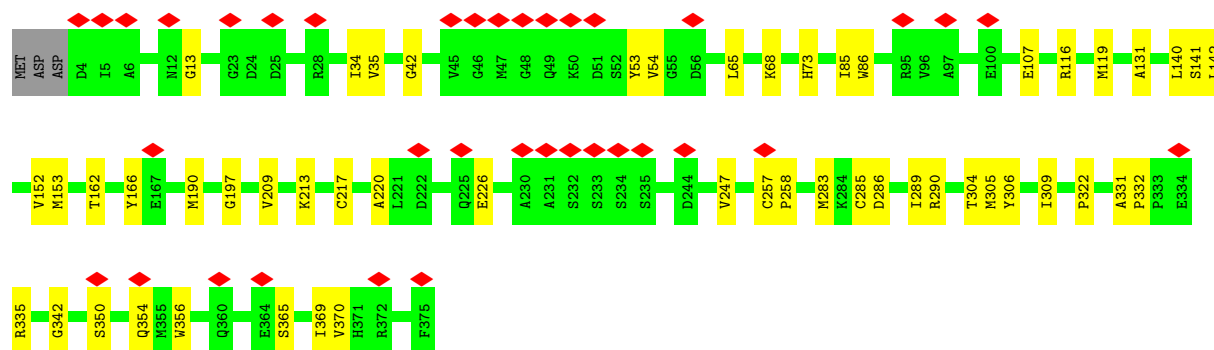 MET ASP ASP D4 I5 A6 N12 G13 G23 D24 D25 R28 I34 V35 G42 V45 G46 M47 G48 Q49 K50 D51 S52 Y53 V54 G55 D56 L65 K68 H73 I85 W86 R95 V96 A97 E100 E107 R116 M119 A131 L140 S141 L142
V152 M153 T162 Y166 E167 M190 G197 V209 K213 C217 A220 L221 D222 Q225 E226 A230 A231 S232 S233 S234 S235 D244 V247 C257 P258 M283 K284 C285 D286 I289 R290 T304 M305 Y306 I309 P322 A331 P332 P333 E334
R335 G342 S350 Q354 M355 W356 Q360 E364 S365 I369 V370 H371 R372 F375